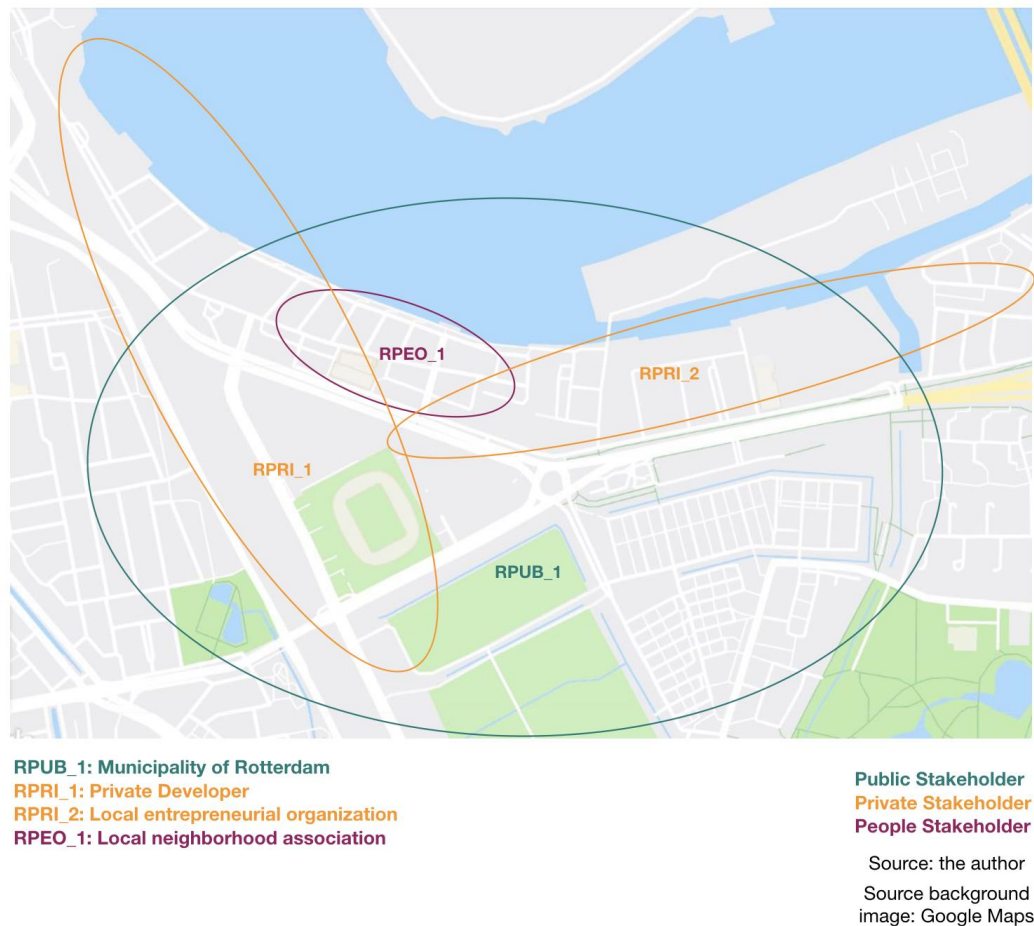 RPEO_1
RPRI_2
RPRI_1
RPUB_1
RPUB_1: Municipality of Rotterdam
RPRI_1: Private Developer
RPRI_2: Local entrepreneurial organization
RPEO_1: Local neighborhood association
Public Stakeholder
Private Stakeholder
People Stakeholder
Source: the author
Source background
image: Google Maps